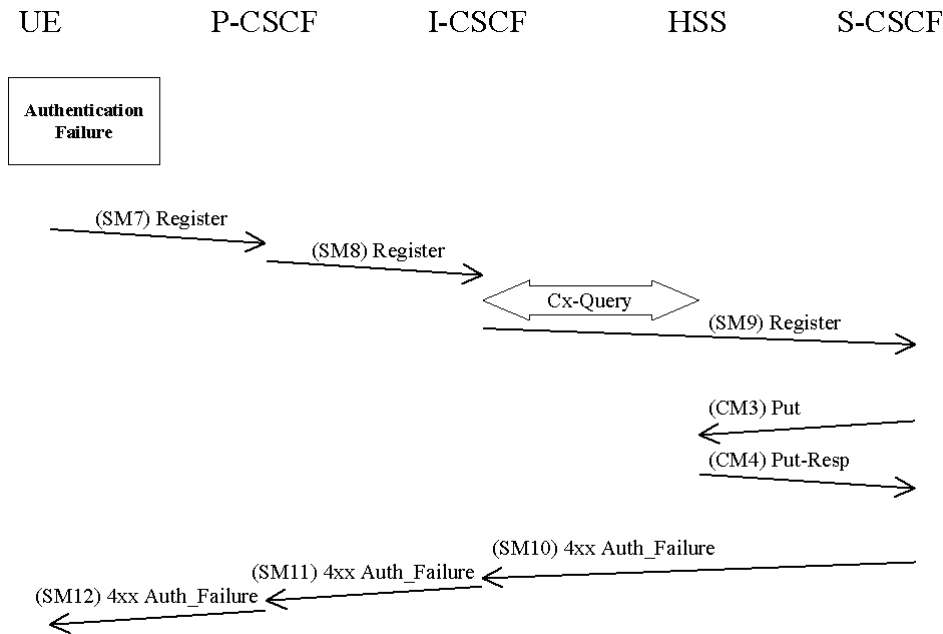 UE P-CSCF I-CSCF HSS S-CSCF
Authentication
Failure
(SM7) Register
(SM8) Register
Cx-Query
(SM9) Register
(CM3) Put
(CM4) Put-Resp
(SM10) 4xx Auth_Failure
(SM11) 4xx Auth_Failure
(SM12) 4xx Auth_Failure